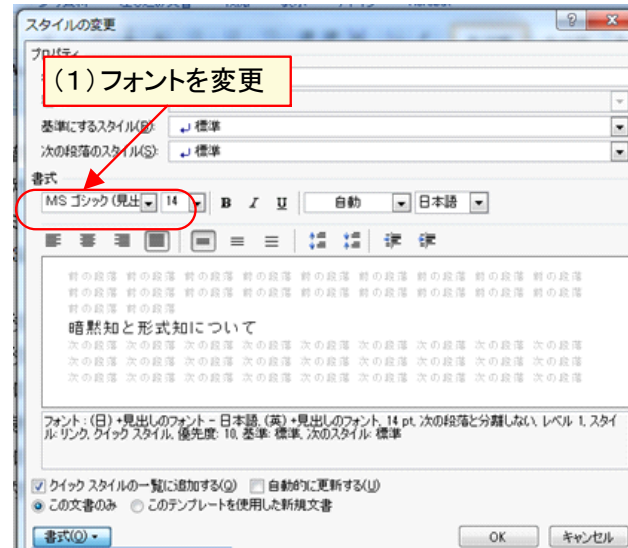 スタイルの変更
プロパティ
(1)フォントを変更
基準にするスタイル(B): ↵ 標準
次の段落のスタイル(S): ↵ 標準
書式
MS ゴシック (見出 14 B I U 自動 日本語
前の段落 前の段落 前の段落 前の段落 前の段落 前の段落 前の段落 前の段落 前の段落
前の段落 前の段落 前の段落 前の段落 前の段落 前の段落 前の段落 前の段落 前の段落
前の段落 前の段落
暗黙知と形式知について
次の段落 次の段落 次の段落 次の段落 次の段落 次の段落 次の段落 次の段落 次の段落
次の段落 次の段落 次の段落 次の段落 次の段落 次の段落 次の段落 次の段落 次の段落
次の段落 次の段落 次の段落 次の段落 次の段落 次の段落 次の段落 次の段落 次の段落
フォント : (日) +見出しのフォント - 日本語, (英) +見出しのフォント, 14 pt, 次の段落と分離しない, レベル 1, スタイ
ル: リンク, クイック スタイル, 優先度: 10, 基準: 標準, 次のスタイル: 標準
クイック スタイルの一覧に追加する(Q) 自動的に更新する(U)
この文書のみ このテンプレートを使用した新規文書
書式(O) OK キャンセル